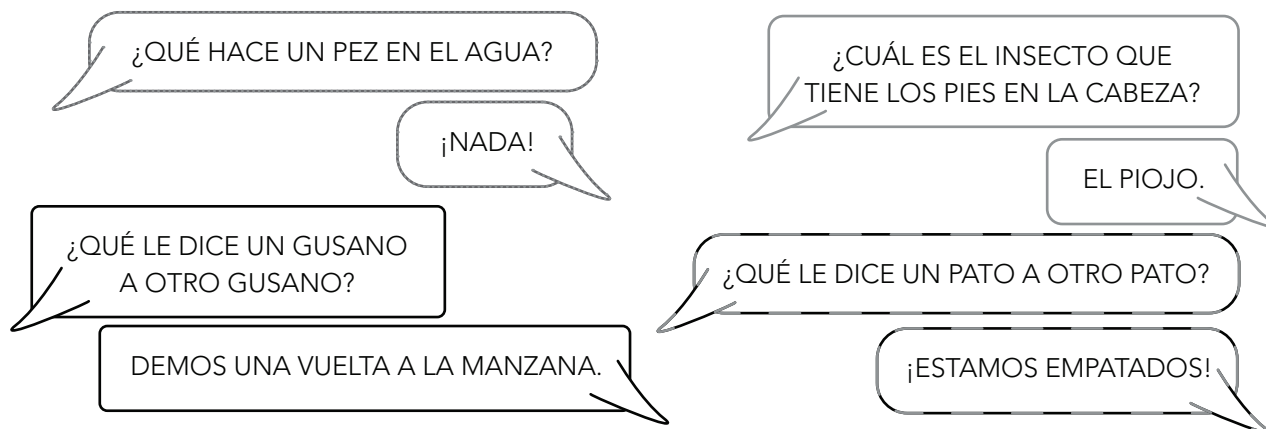 ¿QUÉ HACE UN PEZ EN EL AGUA?
¡NADA!
¿CUÁL ES EL INSECTO QUE
TIENE LOS PIES EN LA CABEZA?
EL PIOJO.
¿QUÉ LE DICE UN GUSANO
A OTRO GUSANO?
DEMOS UNA VUELTA A LA MANZANA.
¿QUÉ LE DICE UN PATO A OTRO PATO?
¡ESTAMOS EMPATADOS!